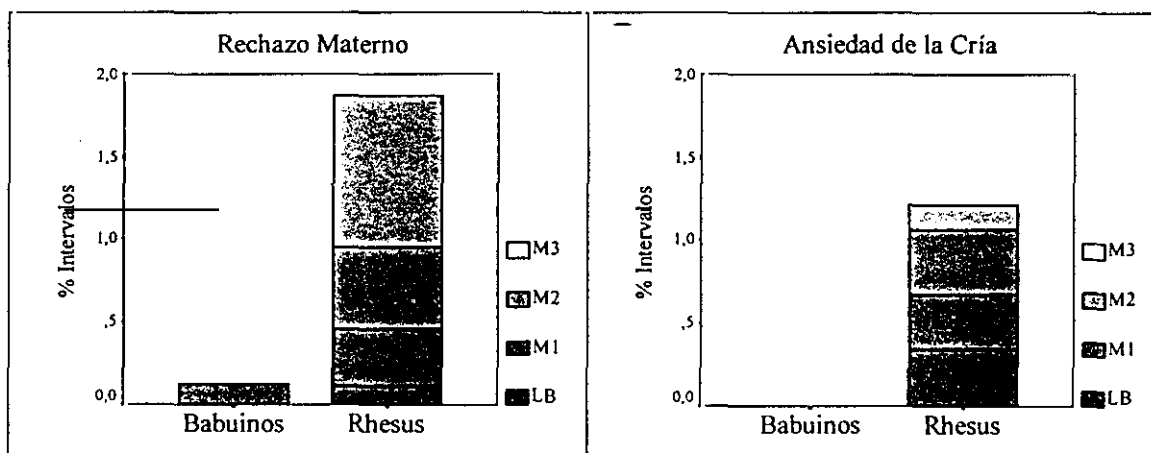 Rechazo Materno
2,0
1,5
1,0
,5
0,0
% Intervalos
Babuinos Rhesus
M3
M2
M1
LB
Ansiedad de la Cría
2,0
1,5
1,0
,5
0,0
% Intervalos
Babuinos Rhesus
M3
M2
M1
LB